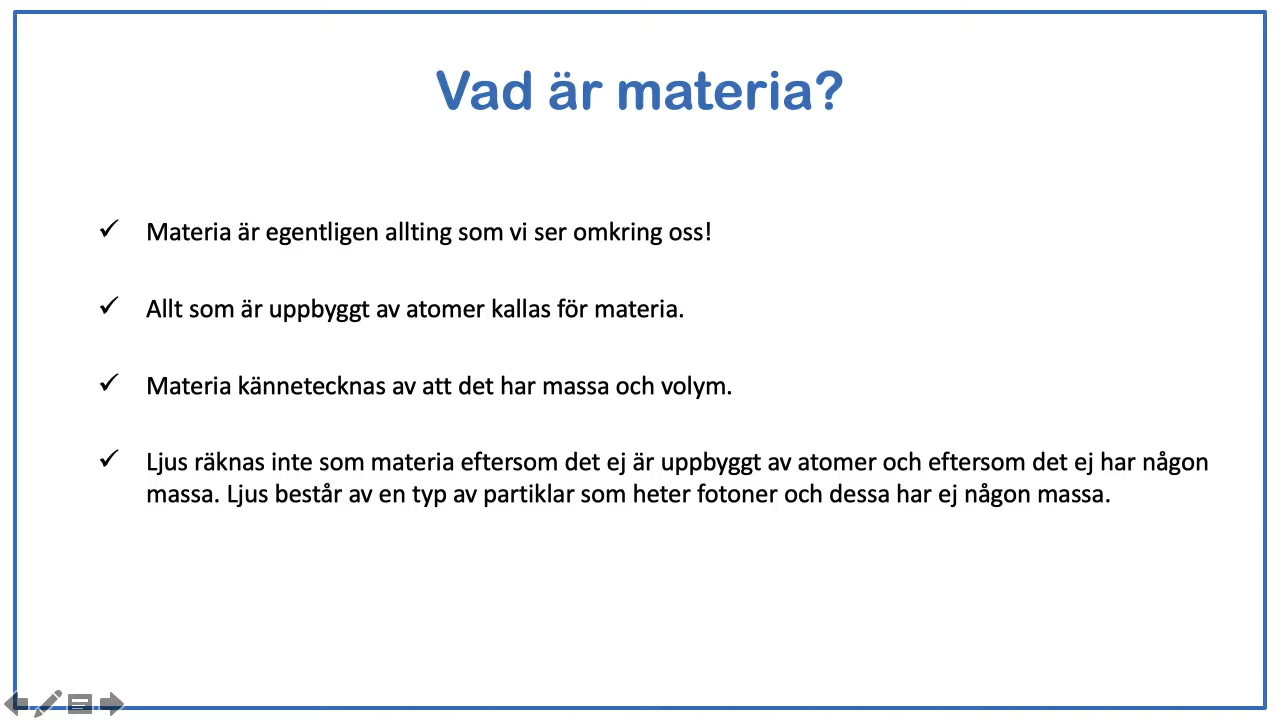 Vad är materia?
Materia är egentligen allting som vi ser omkring oss!
Allt som är uppbyggt av atomer kallas för materia.
Materia kännetecknas av att det har massa och volym.
Ljus räknas inte som materia eftersom det ej är uppbyggt av atomer och eftersom det ej har någon
massa. Ljus består av en typ av partiklar som heter fotoner och dessa har ej någon massa.